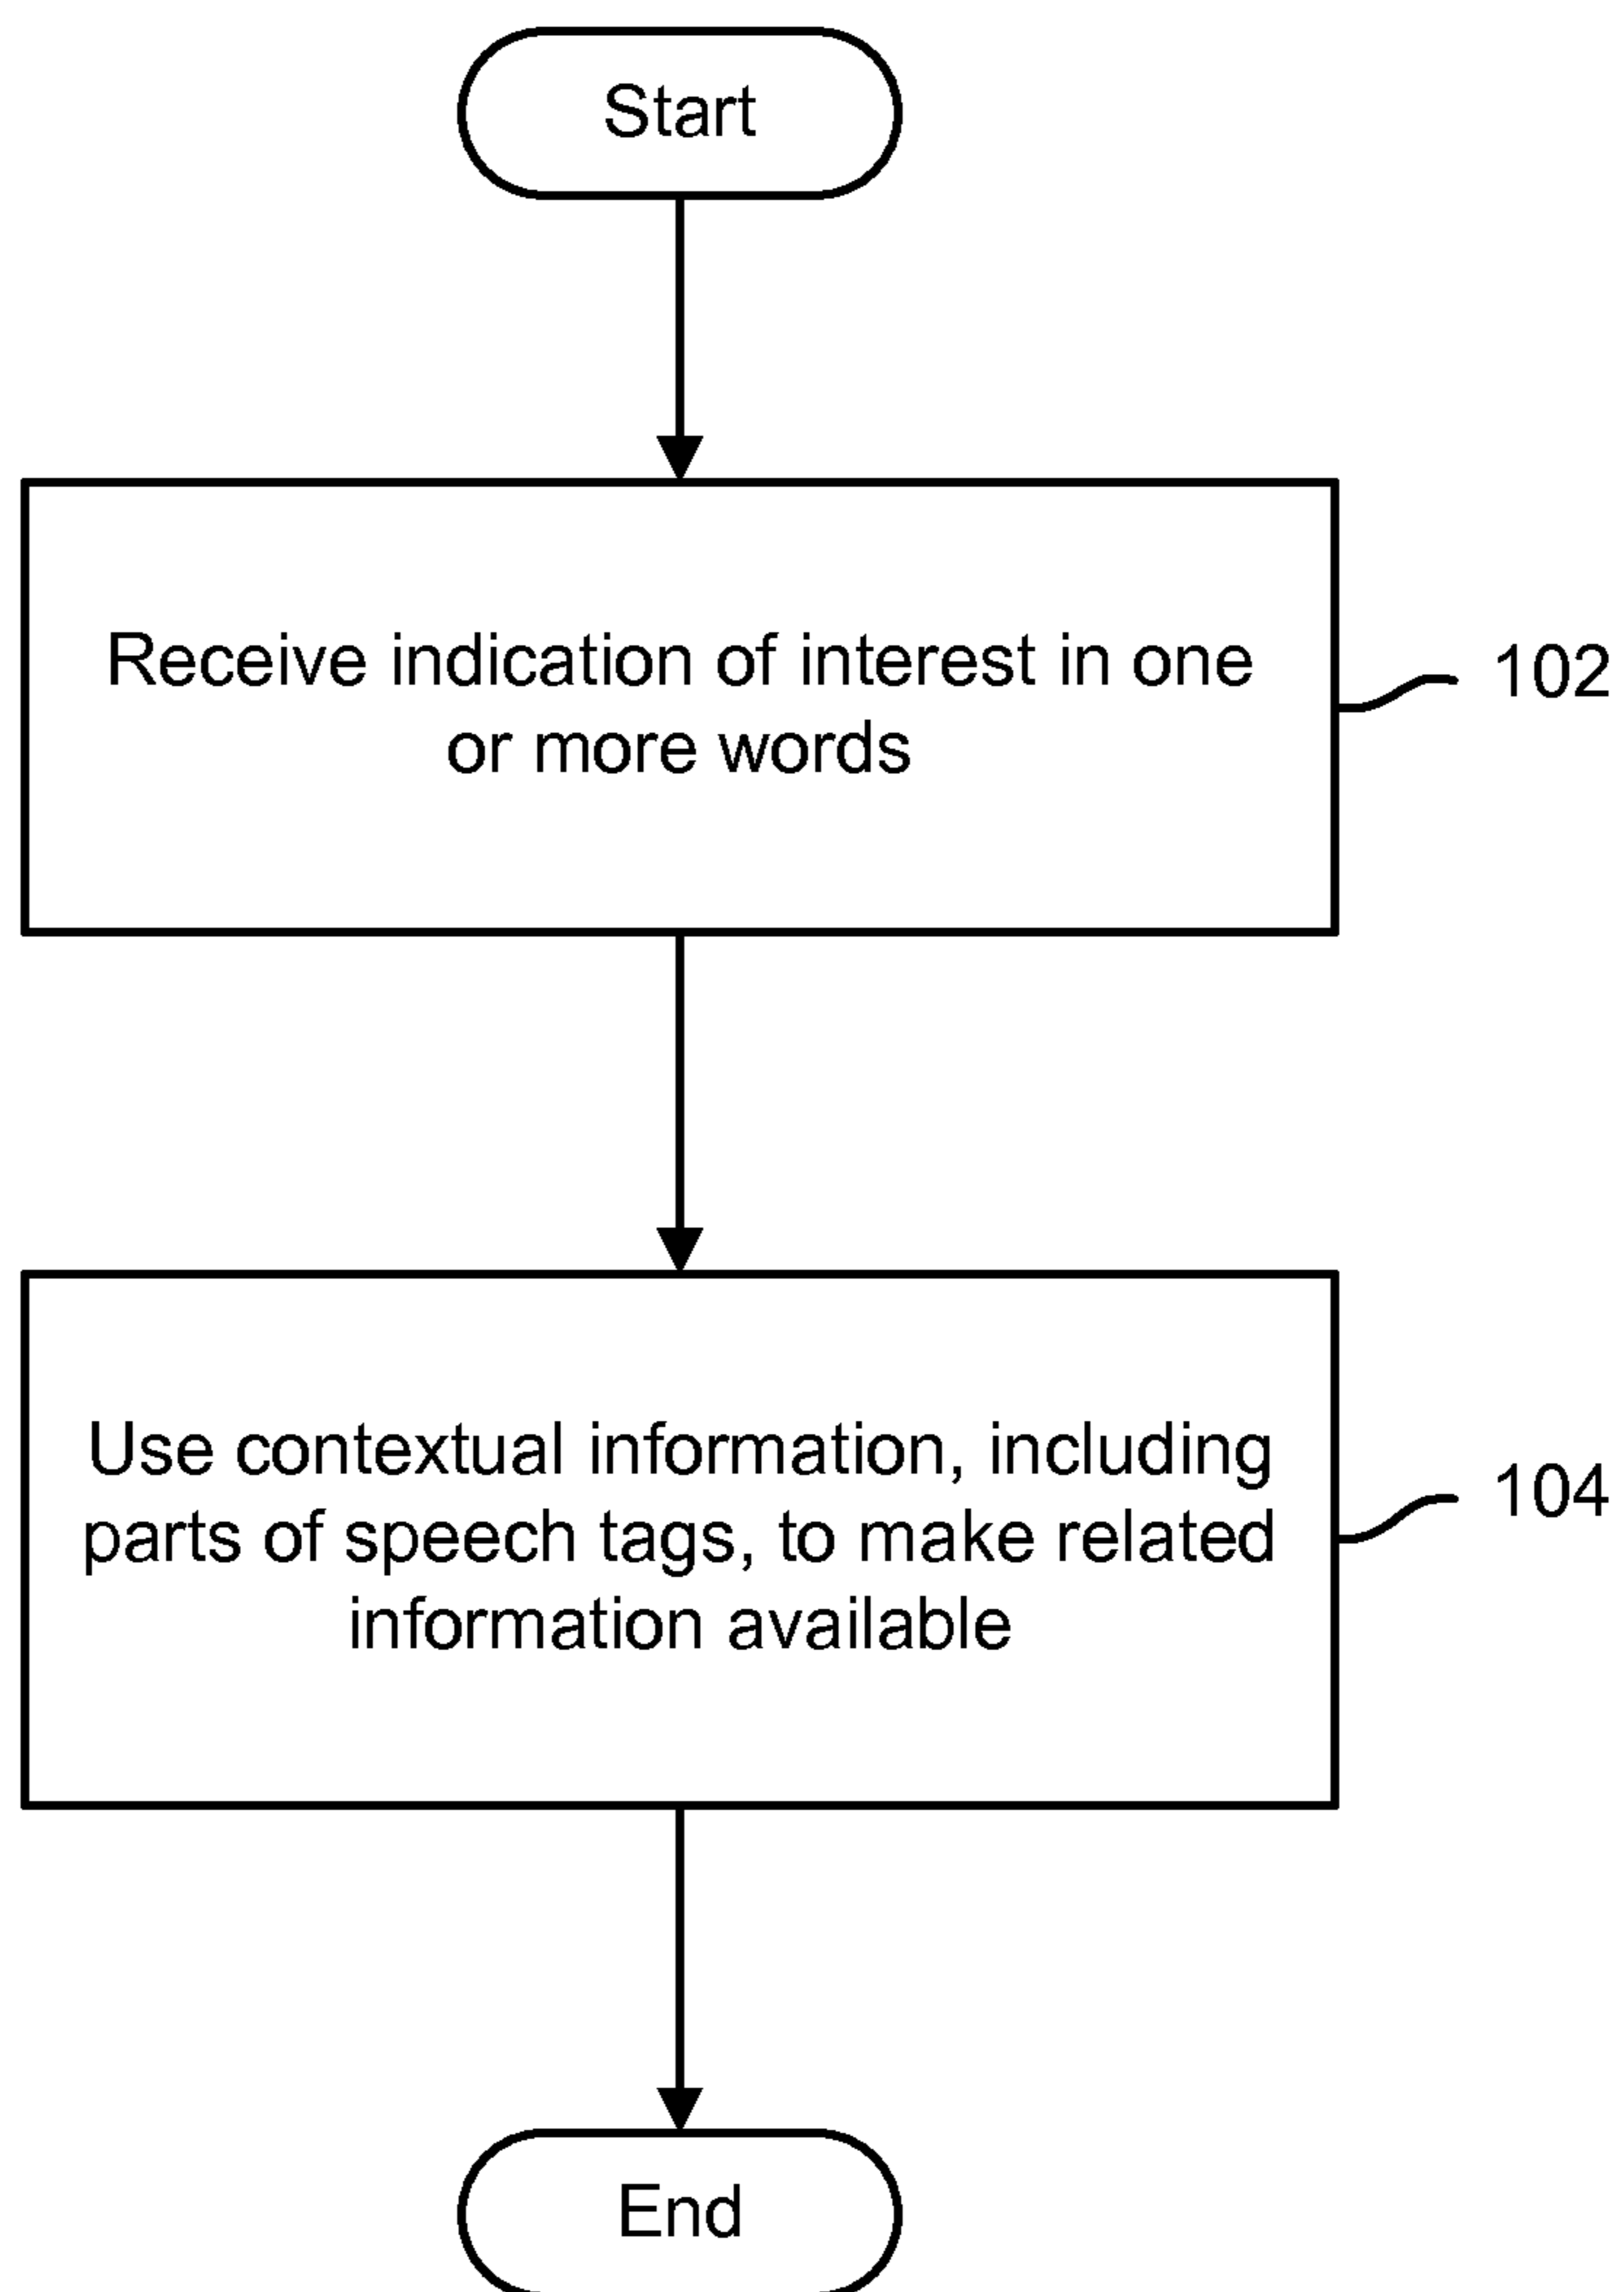 Start
Receive indication of interest in one
or more words
102
Use contextual information, including
parts of speech tags, to make related
information available
104
End